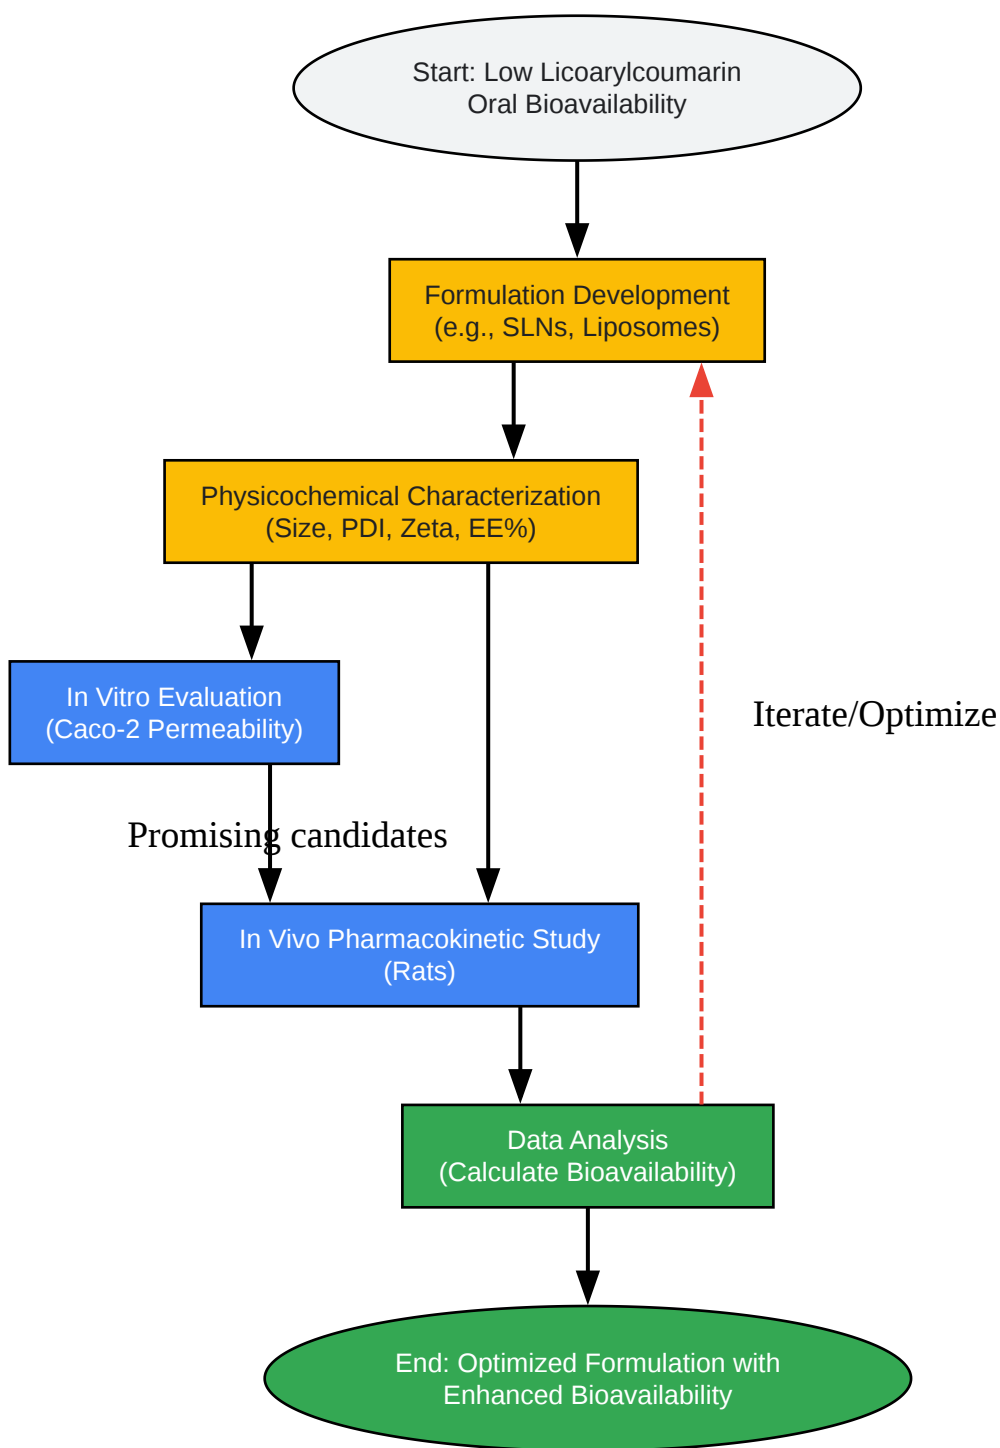 Start: Low Licoarylcoumarin
Oral Bioavailability
Formulation Development
(e.g., SLNs, Liposomes)
Physicochemical Characterization
(Size, PDI, Zeta, EE%)
In Vitro Evaluation
(Caco-2 Permeability)
Iterate/Optimize
Promising candidates
In Vivo Pharmacokinetic Study
(Rats)
Data Analysis
(Calculate Bioavailability)
End: Optimized Formulation with
Enhanced Bioavailability